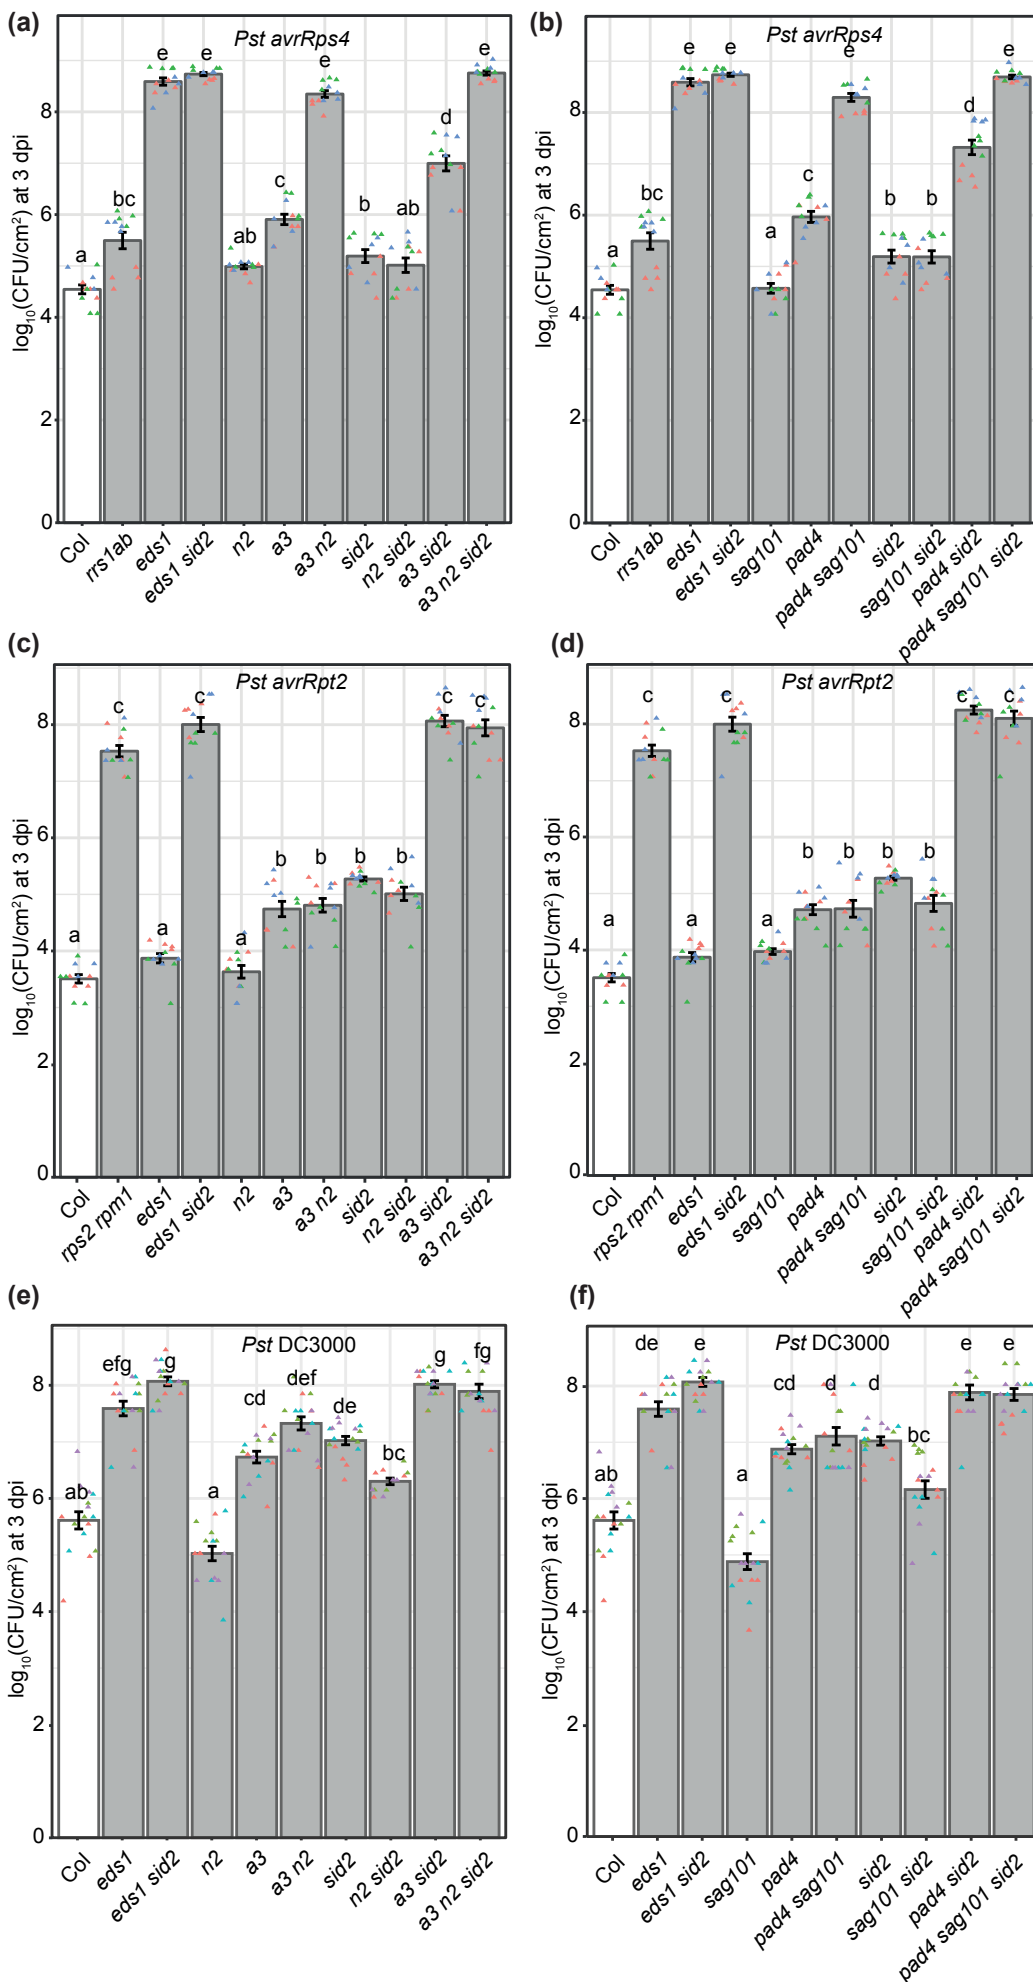 (a)
Pst avrRps4
log10(CFU/cm²) at 3 dpi
8
6
4
2
0
a
bc
e
e
ab
c
e
b
ab
d
e
Col
rrs1ab
eds1
eds1 sid2
n2
a3
a3 n2
sid2
n2 sid2
a3 sid2
a3 n2 sid2
(b)
Pst avrRps4
log10(CFU/cm²) at 3 dpi
8
6
4
2
0
a
bc
e
e
a
c
e
b
b
d
e
Col
rrs1ab
eds1
eds1 sid2
sag101
pad4
pad4 sag101
sid2
sag101 sid2
pad4 sid2
pad4 sag101 sid2
(c)
Pst avrRpt2
log10(CFU/cm²) at 3 dpi
8
6
4
2
0
a
c
a
c
a
b
b
b
b
c
c
Col
rps2 rpm1
eds1
eds1 sid2
n2
a3
a3 n2
sid2
n2 sid2
a3 sid2
a3 n2 sid2
(d)
Pst avrRpt2
log10(CFU/cm²) at 3 dpi
8
6
4
2
0
a
c
a
c
a
b
b
b
b
c
c
Col
rps2 rpm1
eds1
eds1 sid2
sag101
pad4
pad4 sag101
sid2
sag101 sid2
pad4 sid2
pad4 sag101 sid2
(e)
Pst DC3000
log10(CFU/cm²) at 3 dpi
8
6
4
2
0
ab
efg
g
a
cd
def
de
bc
g
fg
Col
eds1
eds1 sid2
n2
a3
a3 n2
sid2
n2 sid2
a3 sid2
a3 n2 sid2
(f)
Pst DC3000
log10(CFU/cm²) at 3 dpi
8
6
4
2
0
ab
de
e
a
cd
d
d
bc
e
e
Col
eds1
eds1 sid2
sag101
pad4
pad4 sag101
sid2
sag101 sid2
pad4 sid2
pad4 sag101 sid2